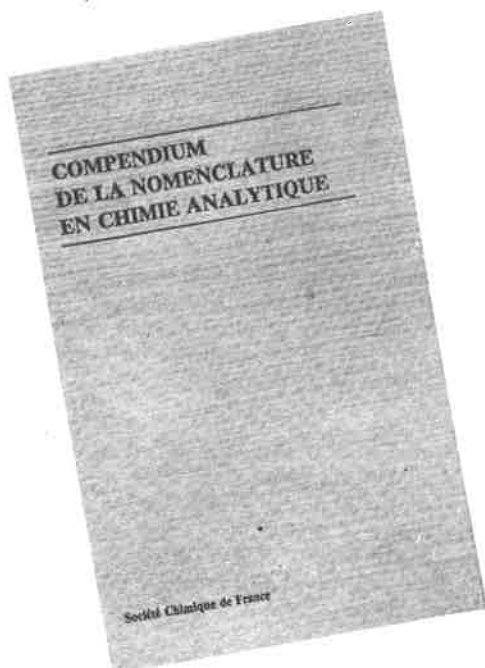 COMPENDIUM
DE LA NOMENCLATURE
EN CHIMIE ANALYTIQUE
Société Chimique de France